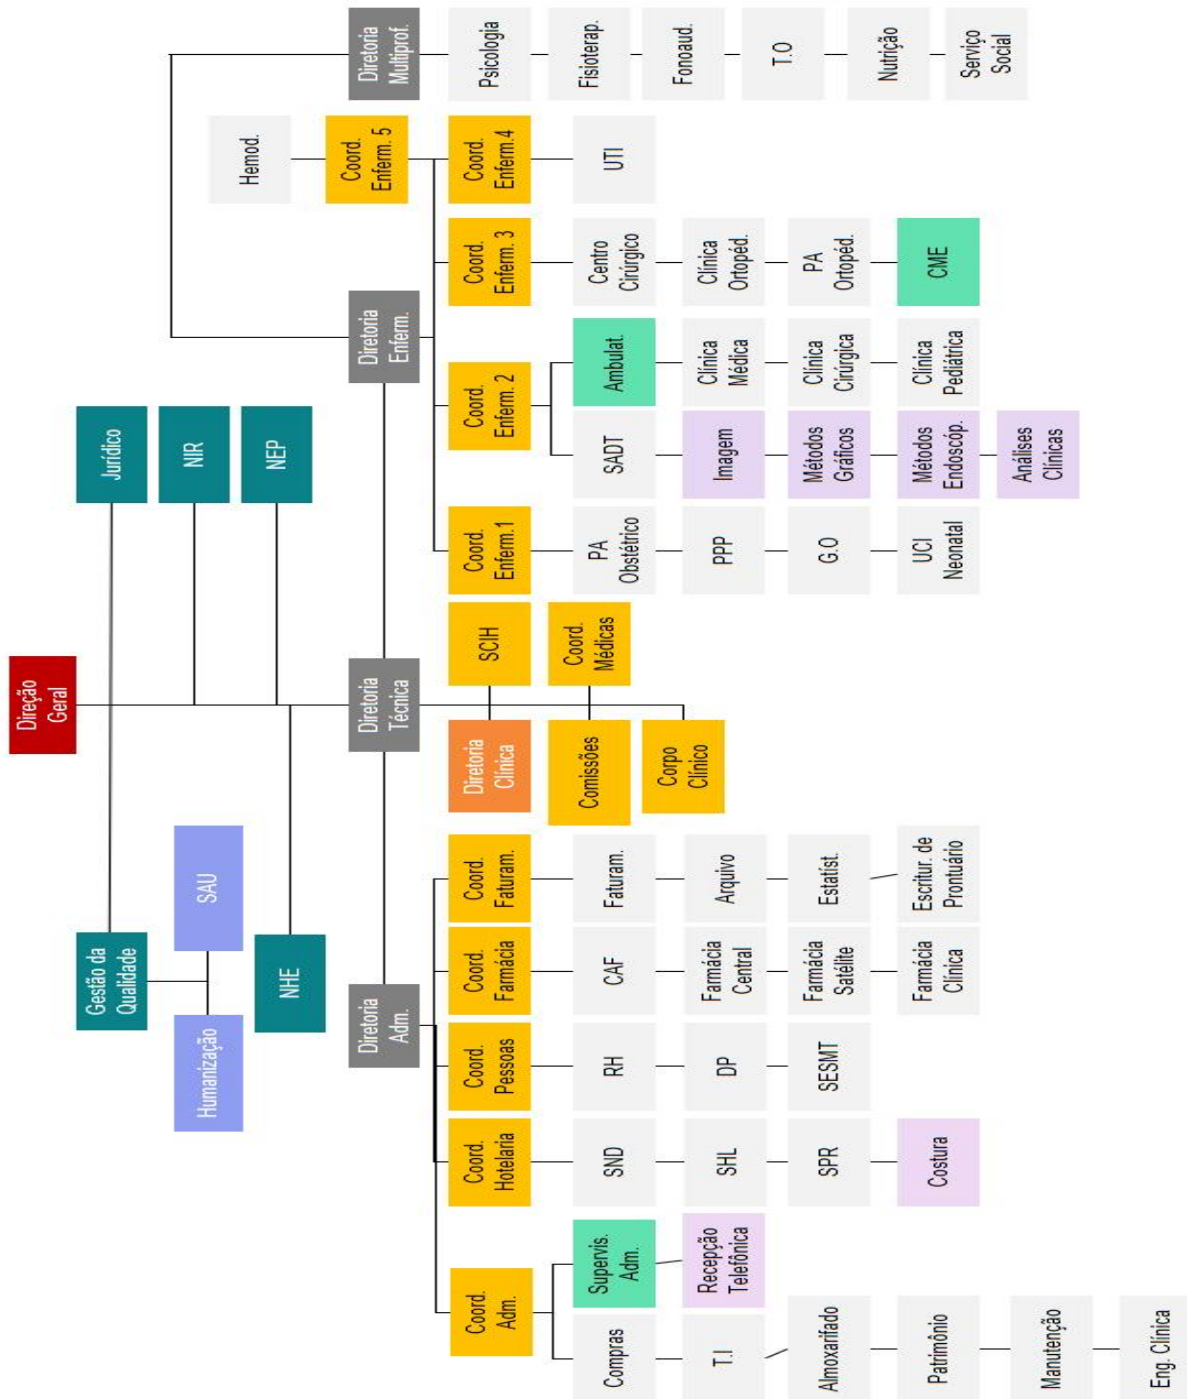 Direção
Geral
Gestão da
Qualidade
Jurídico
Humanização
SAU
NIR
NHE
NEP
Diretoria
Adm.
Diretoria
Técnica
Diretoria
Enferm.
Diretoria
Multiprof.
Coord.
Adm.
Compras
T.I
Almoxarifado
Patrimônio
Manutenção
Eng. Clínica
Supervis.
Adm.
Recepção
Telefônica
Coord.
Hotelaria
SND
SHL
SPR
Costura
Coord.
Pessoas
RH
DP
SESMT
Coord.
Farmácia
CAF
Farmácia
Central
Farmácia
Satélite
Farmácia
Clínica
Coord.
Faturam.
Faturam.
Arquivo
Estatíst.
Escritur. de
Prontuário
Diretoria
Clínica
SCIH
Comissões
Coord.
Médicas
Corpo
Clínico
Coord.
Enferm.1
PA
Obstétrico
PPP
G.O
UCI
Neonatal
Coord.
Enferm. 2
SADT
Imagem
Métodos
Gráficos
Métodos
Endoscóp.
Análises
Clínicas
Ambulat.
Clínica
Médica
Clínica
Cirúrgica
Clínica
Pediátrica
Coord.
Enferm. 3
Centro
Cirúrgico
Clínica
Ortopéd.
PA
Ortopéd.
CME
Coord.
Enferm.4
UTI
Coord.
Enferm. 5
Hemod.
Psicologia
Fisioterap.
Fonoaud.
T.O
Nutrição
Serviço
Social